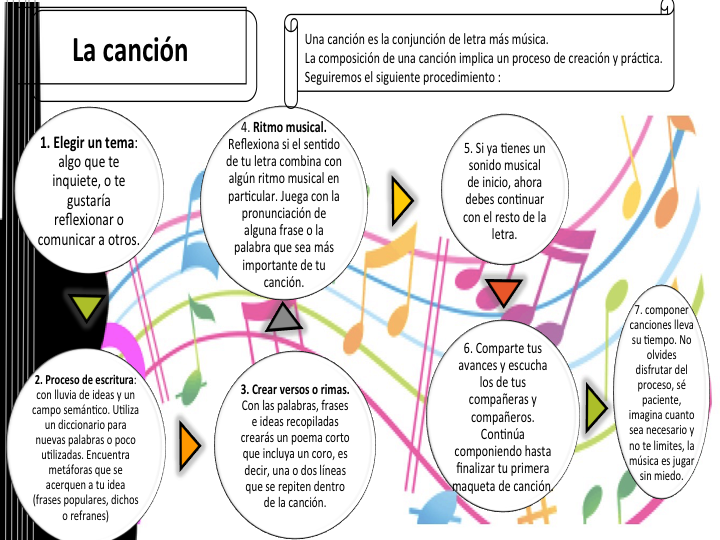 La canción
Una canción es la conjunción de letra más música.
La composición de una canción implica un proceso de creación y práctica.
Seguiremos el siguiente procedimiento :
1. Elegir un tema:
algo que te
inquiete, o te
gustaría
reflexionar o
comunicar a otros.
2. Proceso de escritura:
con lluvia de ideas y un
campo semántico. Utiliza
un diccionario para
nuevas palabras o poco
utilizadas. Encuentra
metáforas que se
acerquen a tu idea
(frases populares, dichos
o refranes)
3. Crear versos o rimas.
Con las palabras, frases
e ideas recopiladas
crearás un poema corto
que incluya un coro, es
decir, una o dos líneas
que se repiten dentro
de la canción.
4. Ritmo musical.
Reflexiona si el sentido
de tu letra combina con
algún ritmo musical en
particular. Juega con la
pronunciación de
alguna frase o la
palabra que sea más
importante de tu
canción.
5. Si ya tienes un
sonido musical
de inicio, ahora
debes continuar
con el resto de la
letra.
6. Comparte tus
avances y escucha
los de tus
compañeras y
compañeros.
Continúa
componiendo hasta
finalizar tu primera
maqueta de canción.
7. componer
canciones lleva
su tiempo. No
olvides
disfrutar del
proceso, sé
paciente,
imagina cuanto
sea necesario y
no te limites, la
música es jugar
sin miedo.